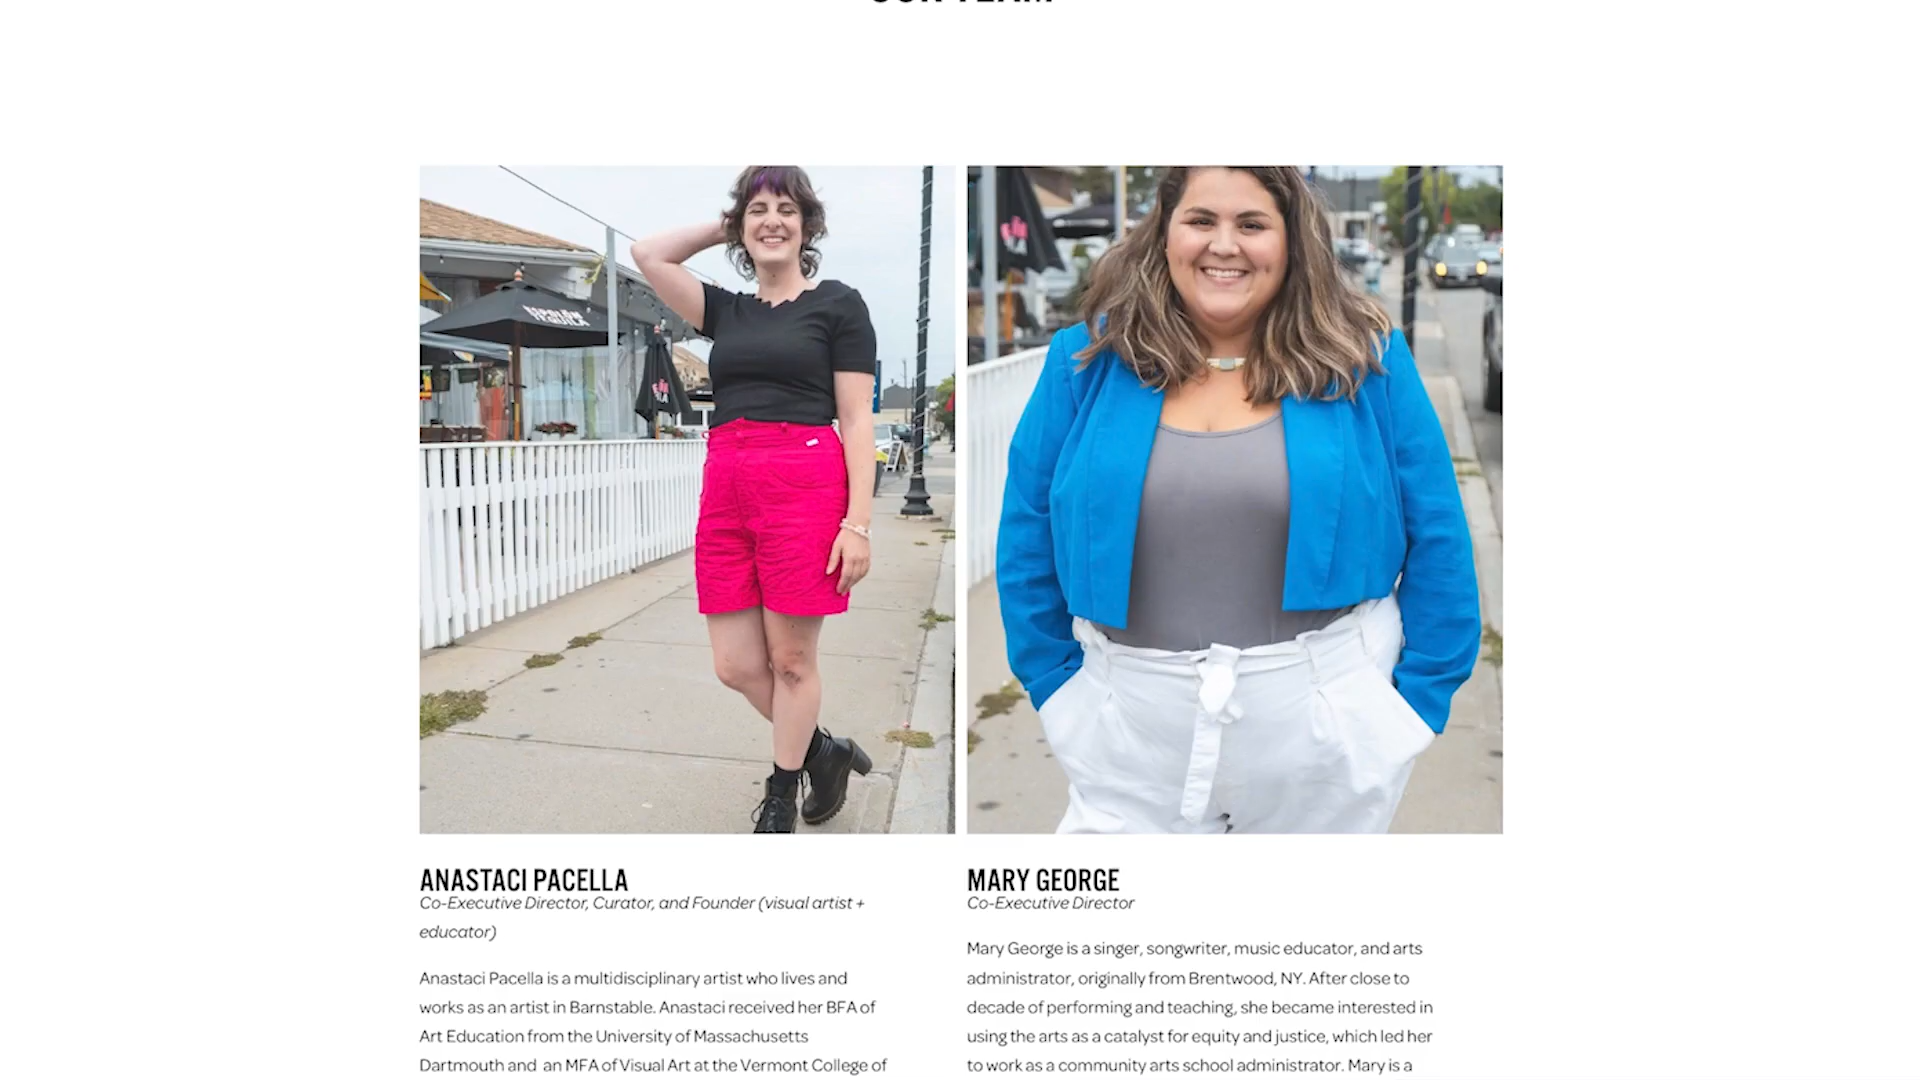 OUR TEAM
ESPOLÒN
TEQUILA
ANASTACI PACELLA
Co-Executive Director, Curator, and Founder (visual artist +
educator)
Anastaci Pacella is a multidisciplinary artist who lives and
works as an artist in Barnstable. Anastaci received her BFA of
Art Education from the University of Massachusetts
Dartmouth and an MFA of Visual Art at the Vermont College of
MARY GEORGE
Co-Executive Director
Mary George is a singer, songwriter, music educator, and arts
administrator, originally from Brentwood, NY. After close to
decade of performing and teaching, she became interested in
using the arts as a catalyst for equity and justice, which led her
to work as a community arts school administrator. Mary is a